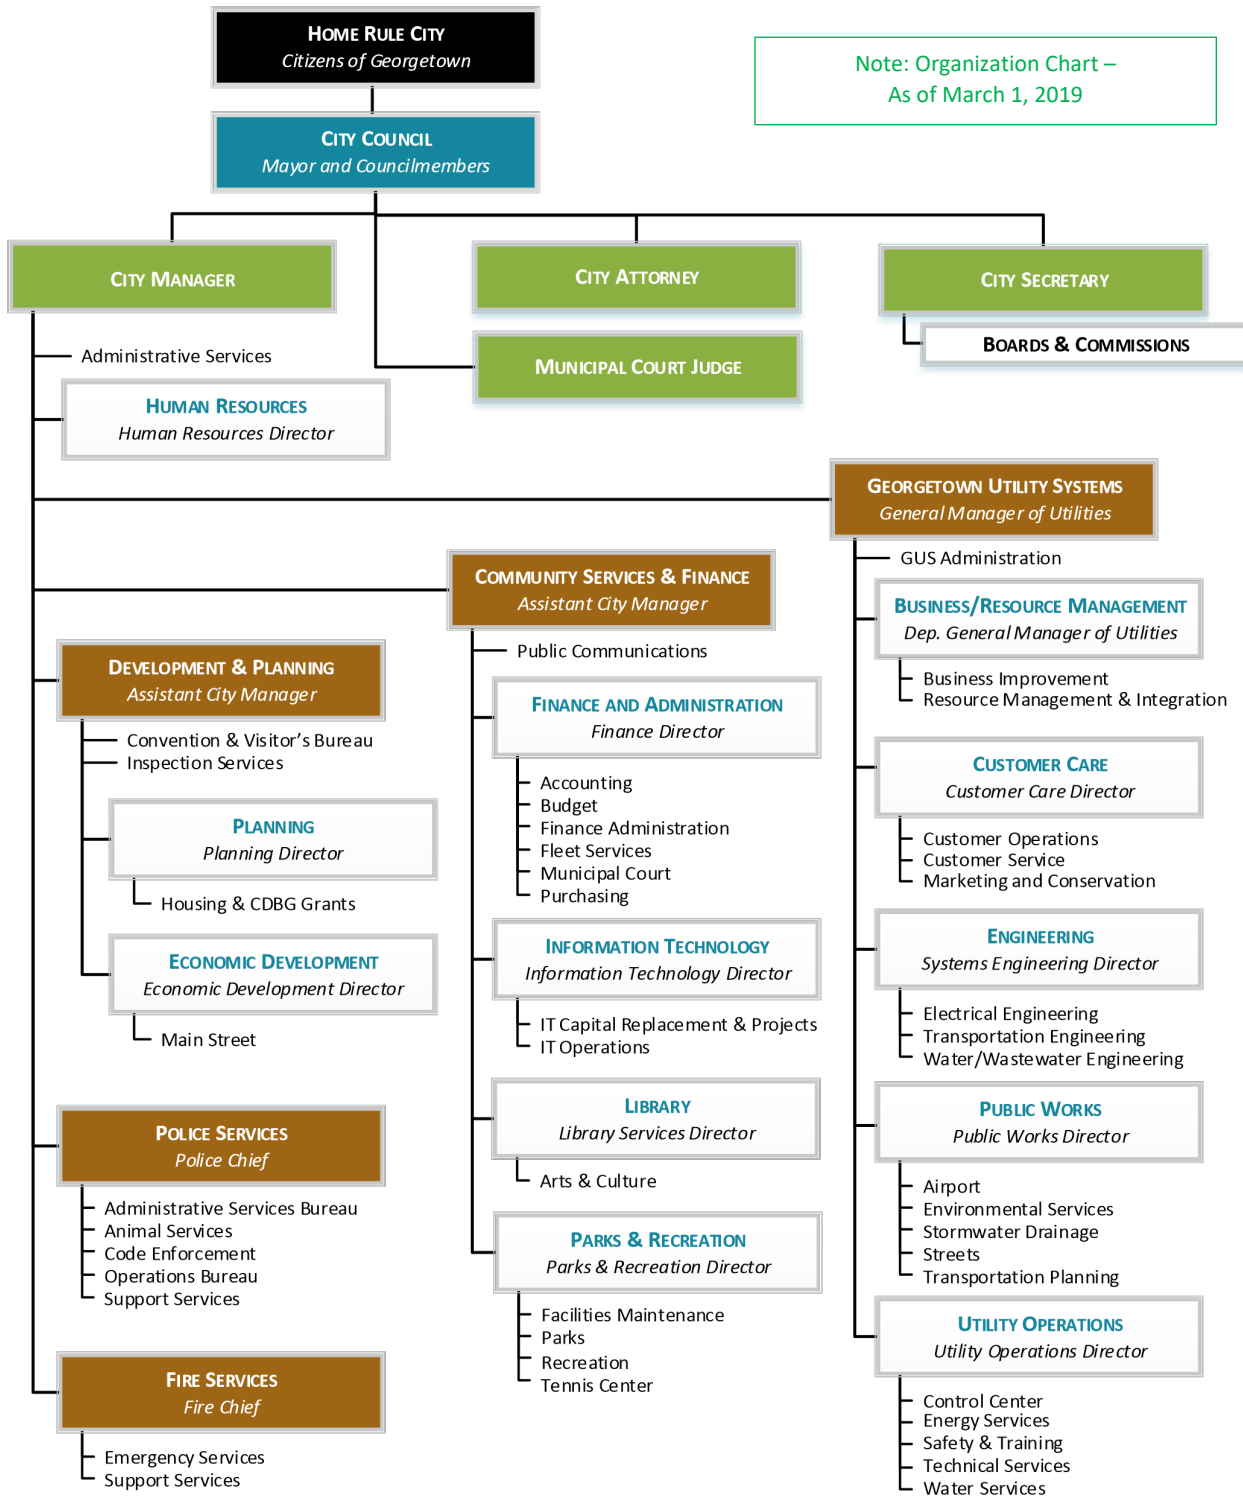 HOME RULE CITY
Citizens of Georgetown
Note: Organization Chart –
As of March 1, 2019
CITY COUNCIL
Mayor and Councilmembers
CITY MANAGER
CITY ATTORNEY
CITY SECRETARY
BOARDS & COMMISSIONS
MUNICIPAL COURT JUDGE
Administrative Services
HUMAN RESOURCES
Human Resources Director
DEVELOPMENT & PLANNING
Assistant City Manager
Convention & Visitor's Bureau
Inspection Services
PLANNING
Planning Director
Housing & CDBG Grants
ECONOMIC DEVELOPMENT
Economic Development Director
Main Street
POLICE SERVICES
Police Chief
Administrative Services Bureau
Animal Services
Code Enforcement
Operations Bureau
Support Services
FIRE SERVICES
Fire Chief
Emergency Services
Support Services
COMMUNITY SERVICES & FINANCE
Assistant City Manager
Public Communications
FINANCE AND ADMINISTRATION
Finance Director
Accounting
Budget
Finance Administration
Fleet Services
Municipal Court
Purchasing
INFORMATION TECHNOLOGY
Information Technology Director
IT Capital Replacement & Projects
IT Operations
LIBRARY
Library Services Director
Arts & Culture
PARKS & RECREATION
Parks & Recreation Director
Facilities Maintenance
Parks
Recreation
Tennis Center
GEORGETOWN UTILITY SYSTEMS
General Manager of Utilities
GUS Administration
BUSINESS/RESOURCE MANAGEMENT
Dep. General Manager of Utilities
Business Improvement
Resource Management & Integration
CUSTOMER CARE
Customer Care Director
Customer Operations
Customer Service
Marketing and Conservation
ENGINEERING
Systems Engineering Director
Electrical Engineering
Transportation Engineering
Water/Wastewater Engineering
PUBLIC WORKS
Public Works Director
Airport
Environmental Services
Stormwater Drainage
Streets
Transportation Planning
UTILITY OPERATIONS
Utility Operations Director
Control Center
Energy Services
Safety & Training
Technical Services
Water Services